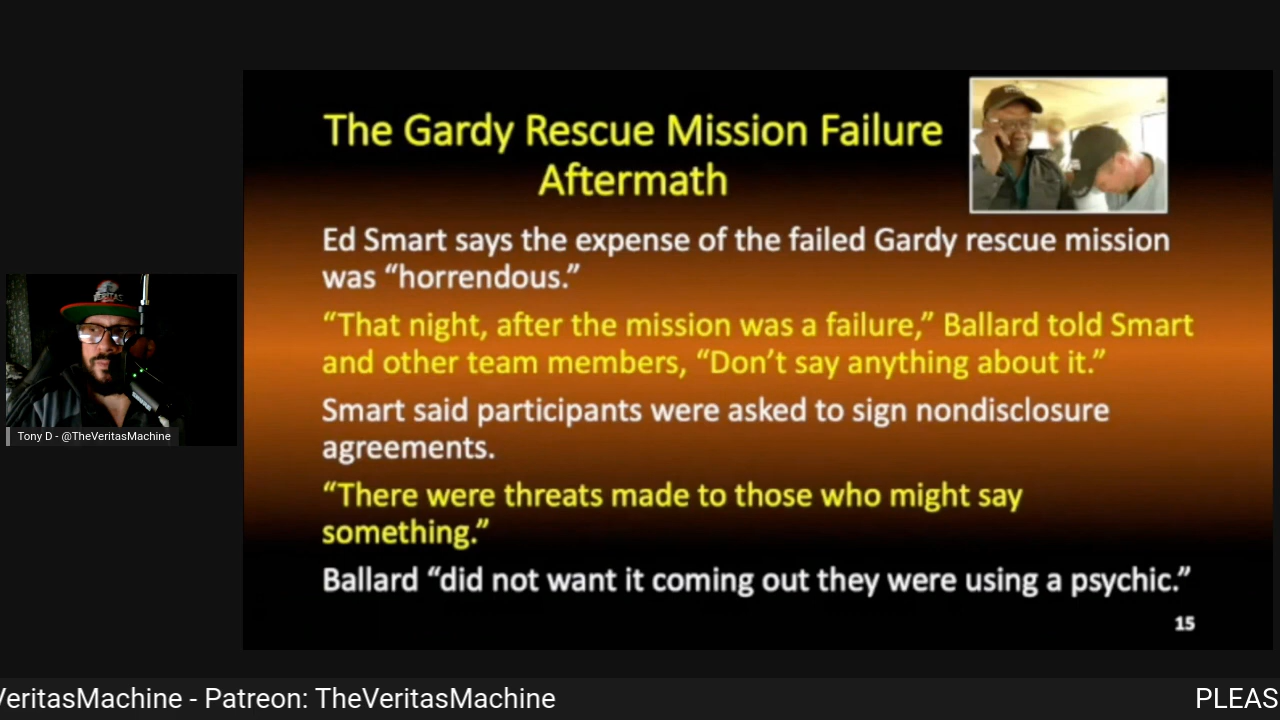 The Gardy Rescue Mission Failure
Aftermath
Ed Smart says the expense of the failed Gardy rescue mission
was “horrendous.”
“That night, after the mission was a failure,” Ballard told Smart
and other team members, “Don’t say anything about it.”
Smart said participants were asked to sign nondisclosure
agreements.
“There were threats made to those who might say
something.”
Ballard “did not want it coming out they were using a psychic.”
15
VERITAS
Tony D - @TheVeritasMachine
VeritasMachine - Patreon: TheVeritasMachine
PLEAS